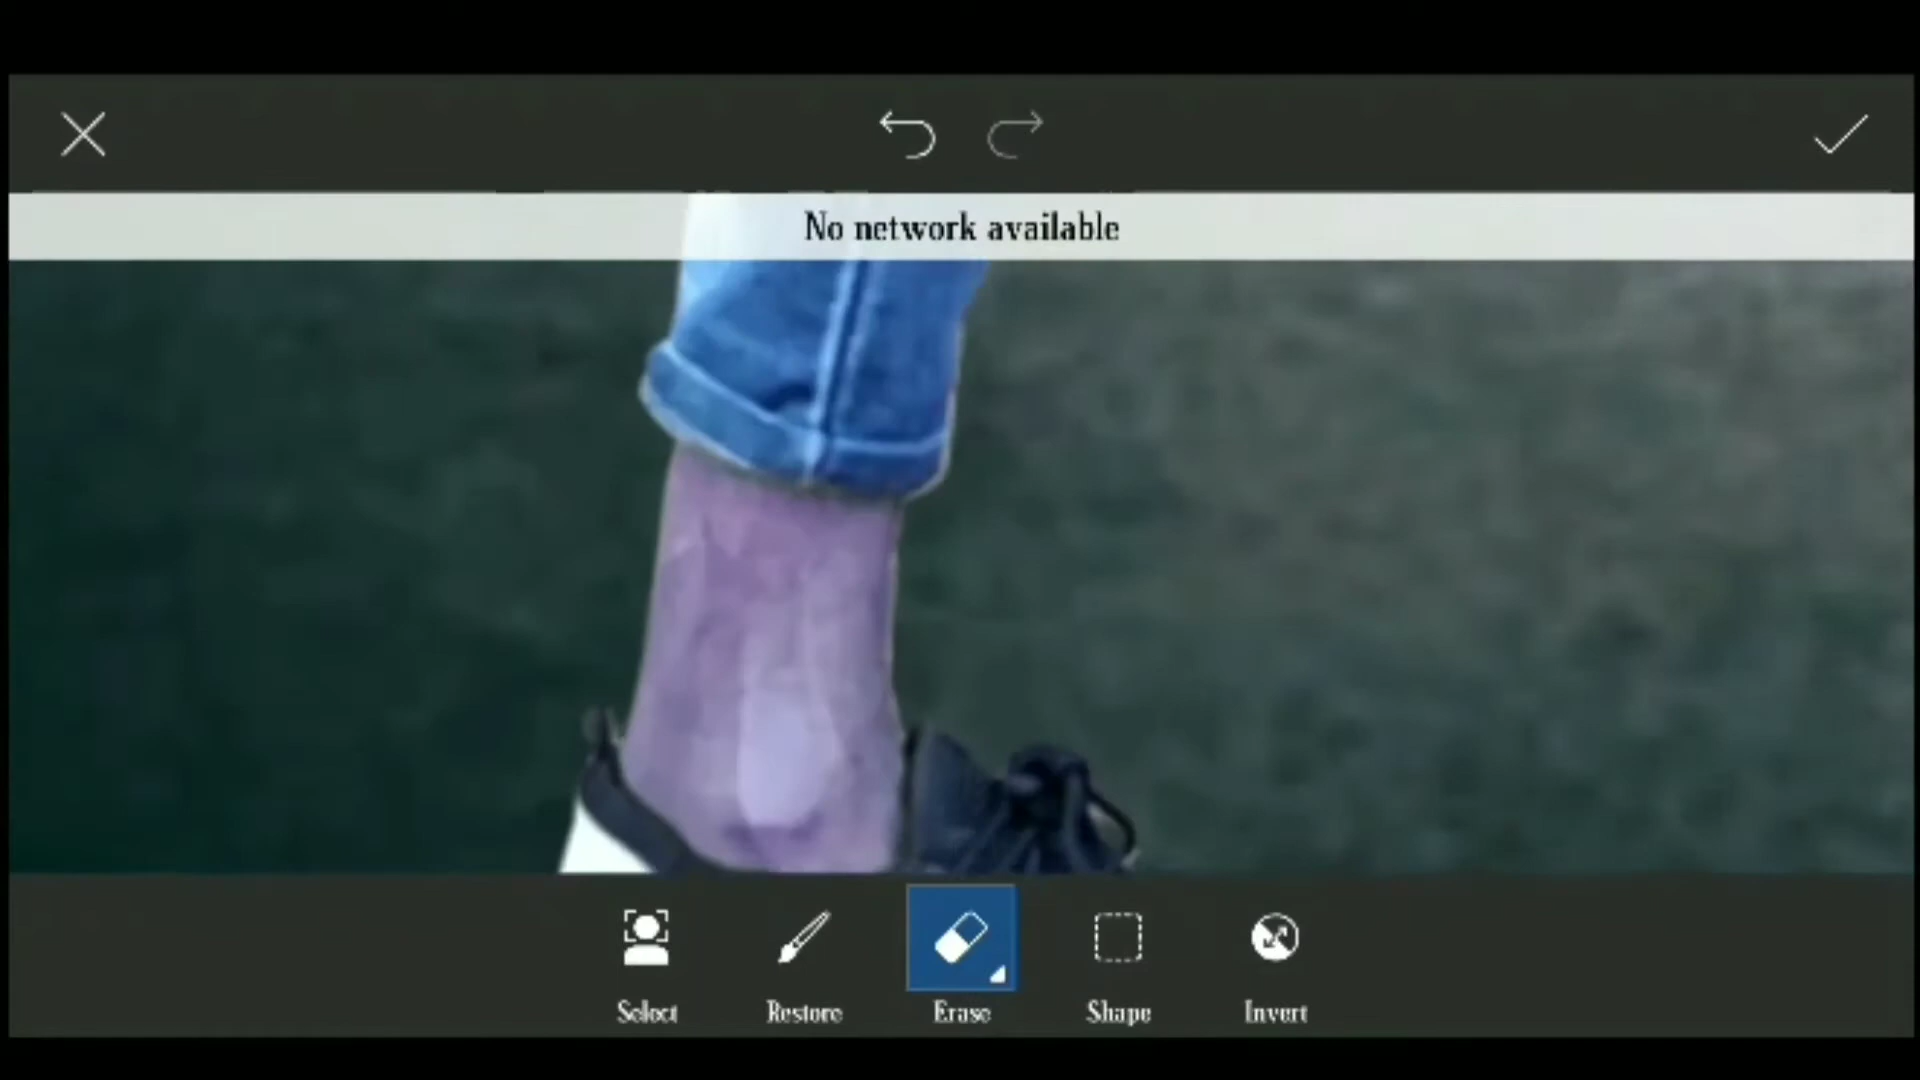 No network available
Select
Restore
Erase
Shape
Invert